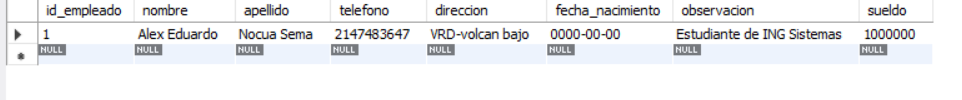 id_empleado nombre apellido telefono direccion fecha_nacimiento observacion sueldo
1 Alex Eduardo Nocua Sema 2147483647 VRD-volcan bajo 0000-00-00 Estudiante de ING Sistemas 1000000
NULL NULL NULL NULL NULL NULL NULL NULL